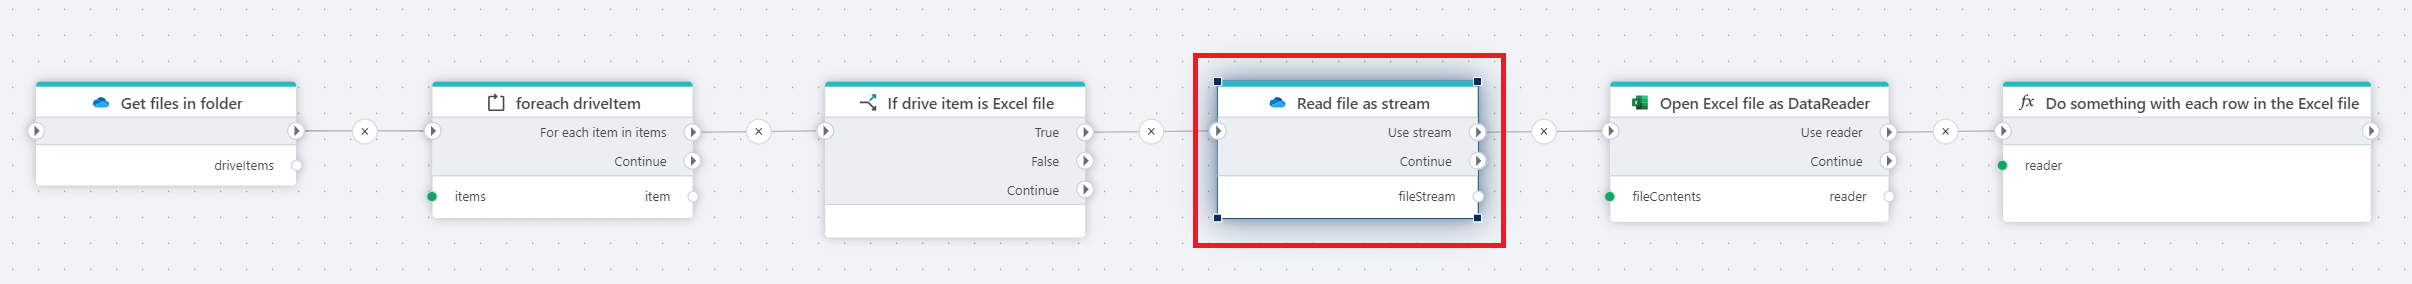 Get files in folder
driveItems
foreach driveItem
For each item in items
Continue
items item
If drive item is Excel file
True
False
Continue
Read file as stream
Use stream
Continue
fileStream
Open Excel file as DataReader
Use reader
Continue
fileContents reader
fx Do something with each row in the Excel file
reader